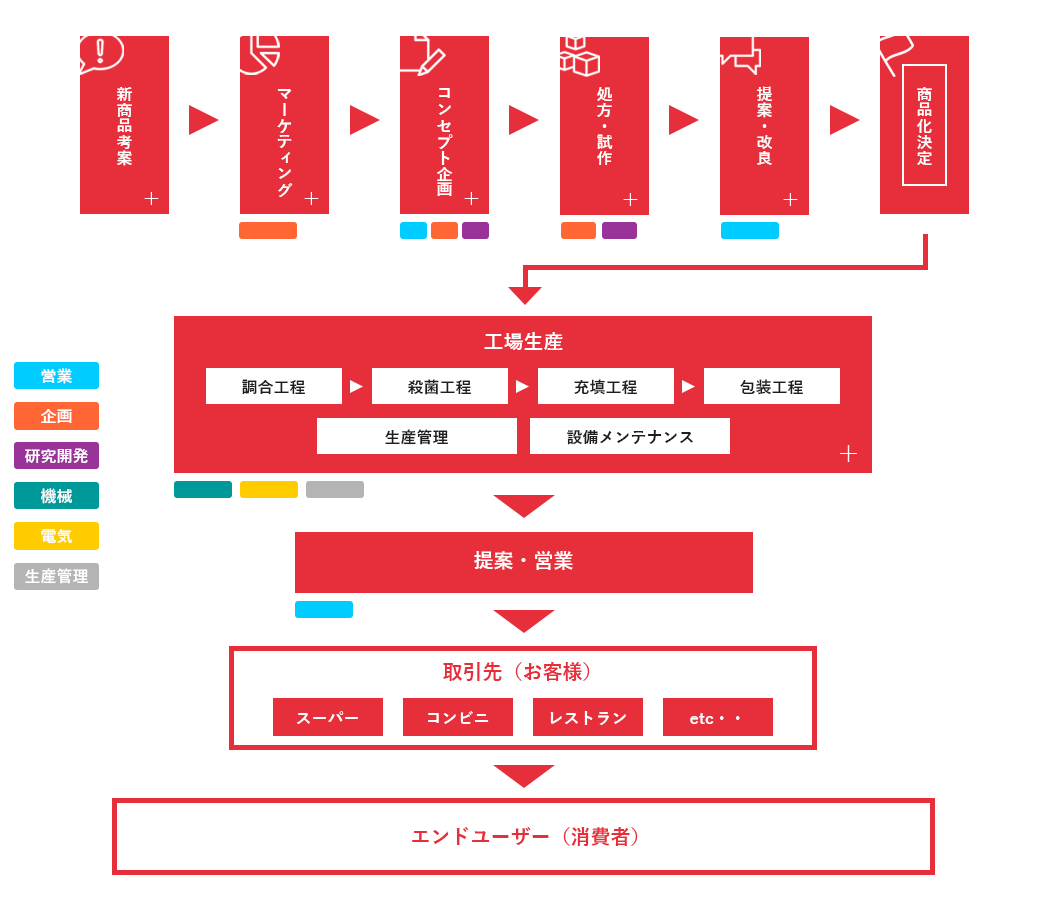 新商品考案
マーケティング
コンセプト企画
処方・試作
提案・改良
商品化決定
工場生産
調合工程
殺菌工程
充填工程
包装工程
生産管理
設備メンテナンス
営業
企画
研究開発
機械
電気
生産管理
提案・営業
取引先（お客様）
スーパー
コンビニ
レストラン
etc・・
エンドユーザー（消費者）